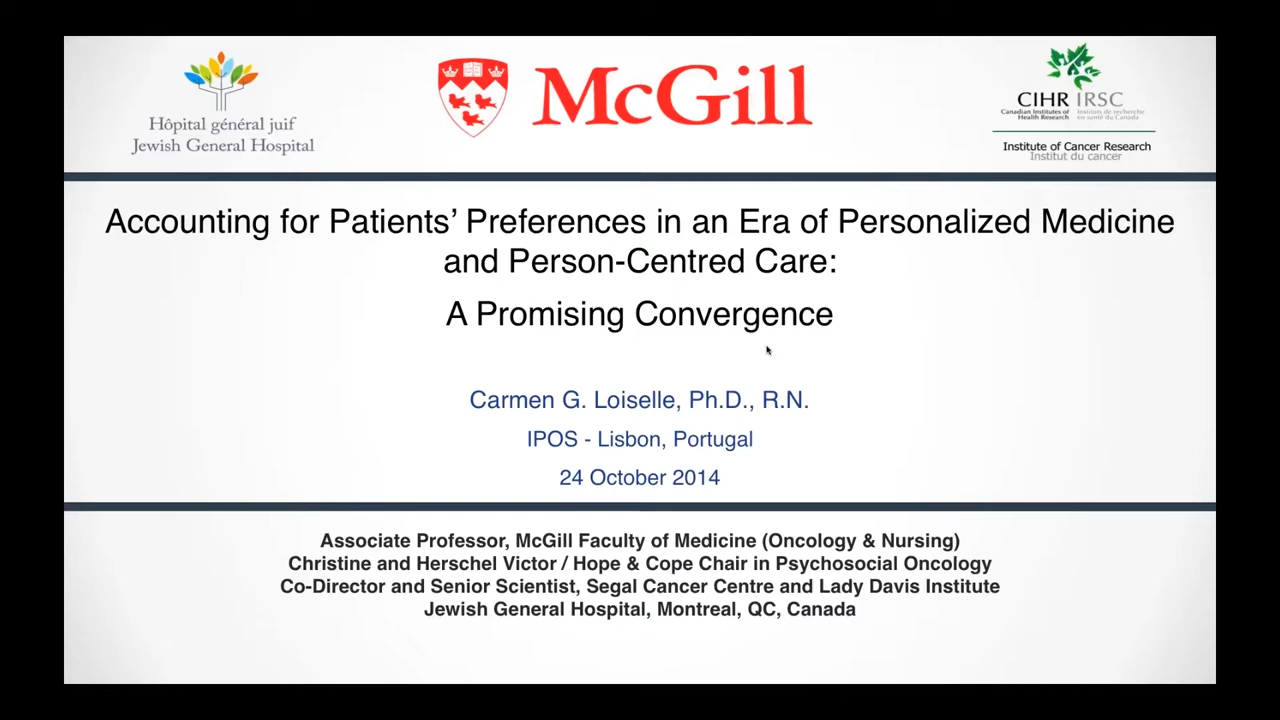 Hôpital général juif
Jewish General Hospital
McGill
CIHR IRSC
Canadian Institutes of Health Research
Instituts de recherche en santé du Canada
Institute of Cancer Research
Institut du cancer
Accounting for Patients’ Preferences in an Era of Personalized Medicine
and Person-Centred Care:
A Promising Convergence
Carmen G. Loiselle, Ph.D., R.N.
IPOS - Lisbon, Portugal
24 October 2014
Associate Professor, McGill Faculty of Medicine (Oncology & Nursing)
Christine and Herschel Victor / Hope & Cope Chair in Psychosocial Oncology
Co-Director and Senior Scientist, Segal Cancer Centre and Lady Davis Institute
Jewish General Hospital, Montreal, QC, Canada